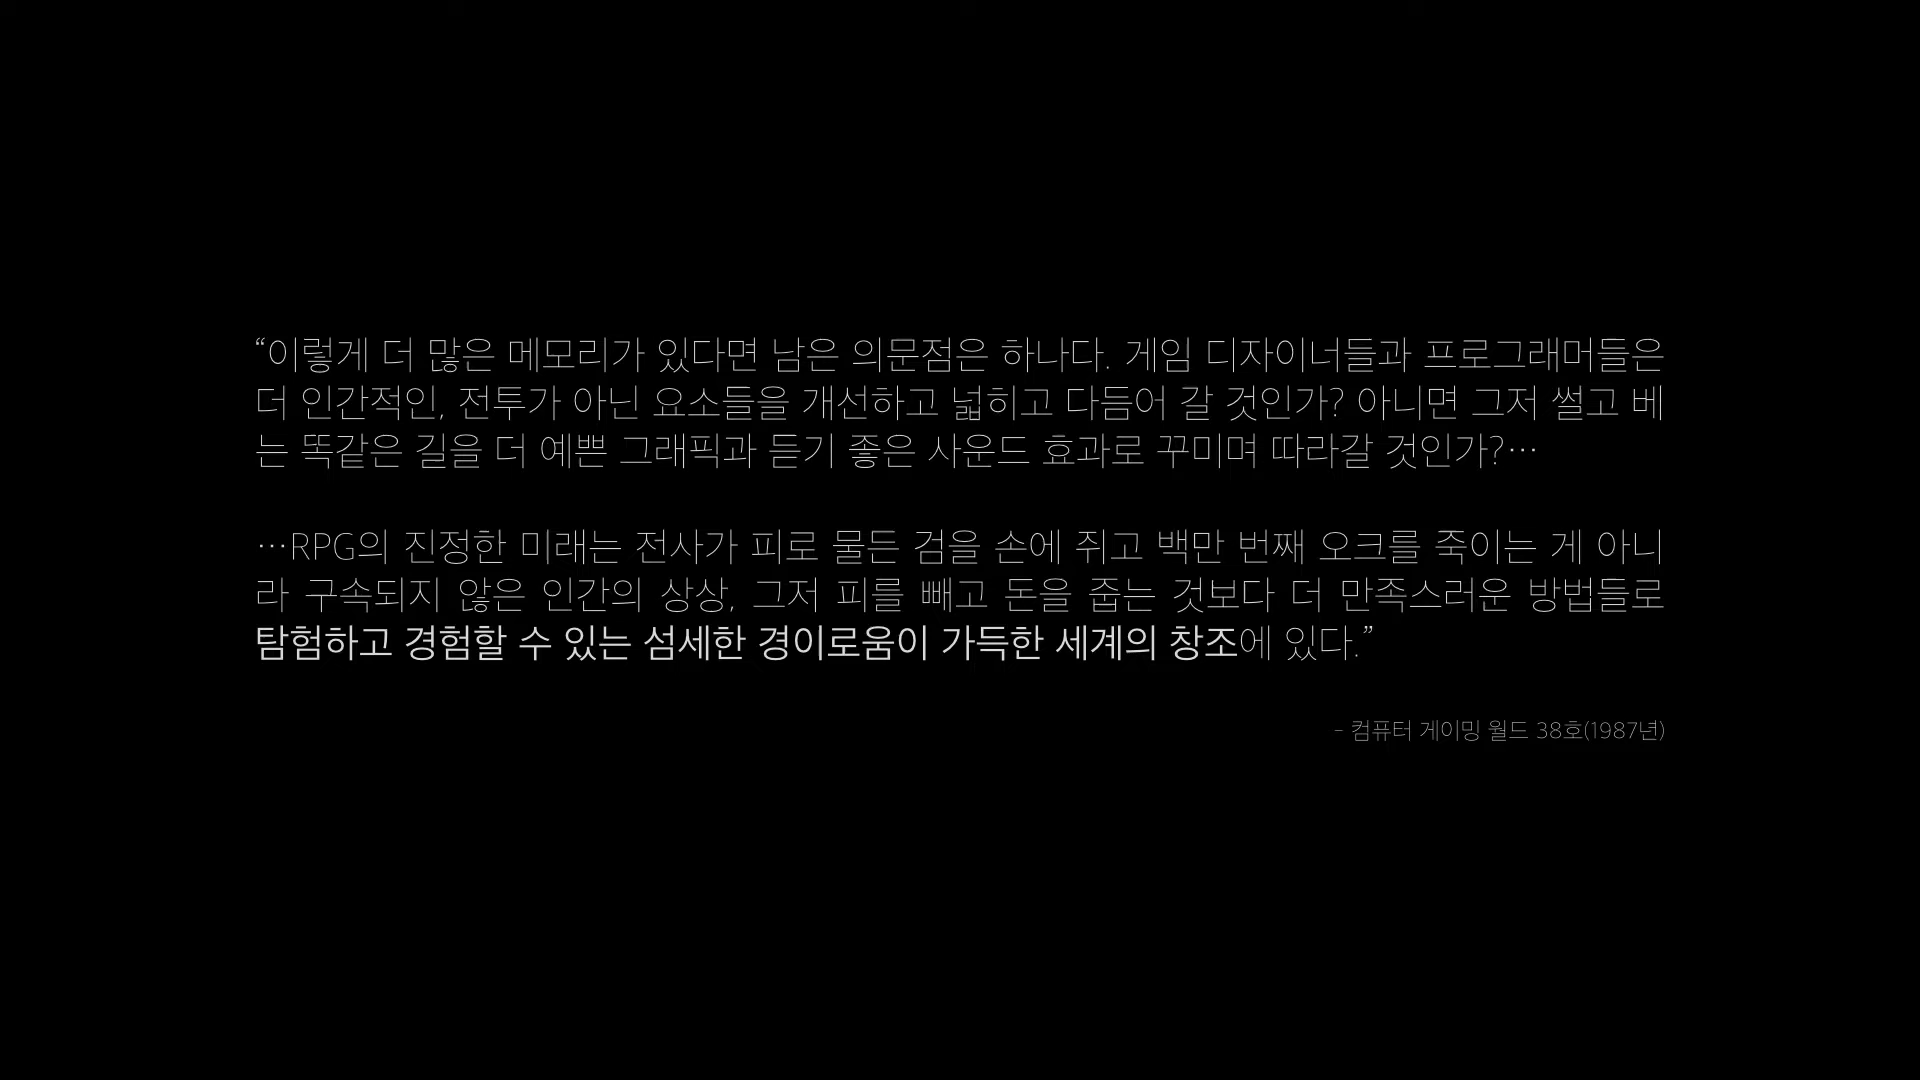 “이렇게 더 많은 메모리가 있다면 남은 의문점은 하나다. 게임 디자이너들과 프로그래머들은
더 인간적인, 전투가 아닌 요소들을 개선하고 넓히고 다듬어 갈 것인가? 아니면 그저 썰고 베
는 똑같은 길을 더 예쁜 그래픽과 듣기 좋은 사운드 효과로 꾸미며 따라갈 것인가?…
…RPG의 진정한 미래는 전사가 피로 물든 검을 손에 쥐고 백만 번째 오크를 죽이는 게 아니
라 구속되지 않은 인간의 상상, 그저 피를 빼고 돈을 줍는 것보다 더 만족스러운 방법들로
탐험하고 경험할 수 있는 섬세한 경이로움이 가득한 세계의 창조에 있다.”
- 컴퓨터 게이밍 월드 38호(1987년)